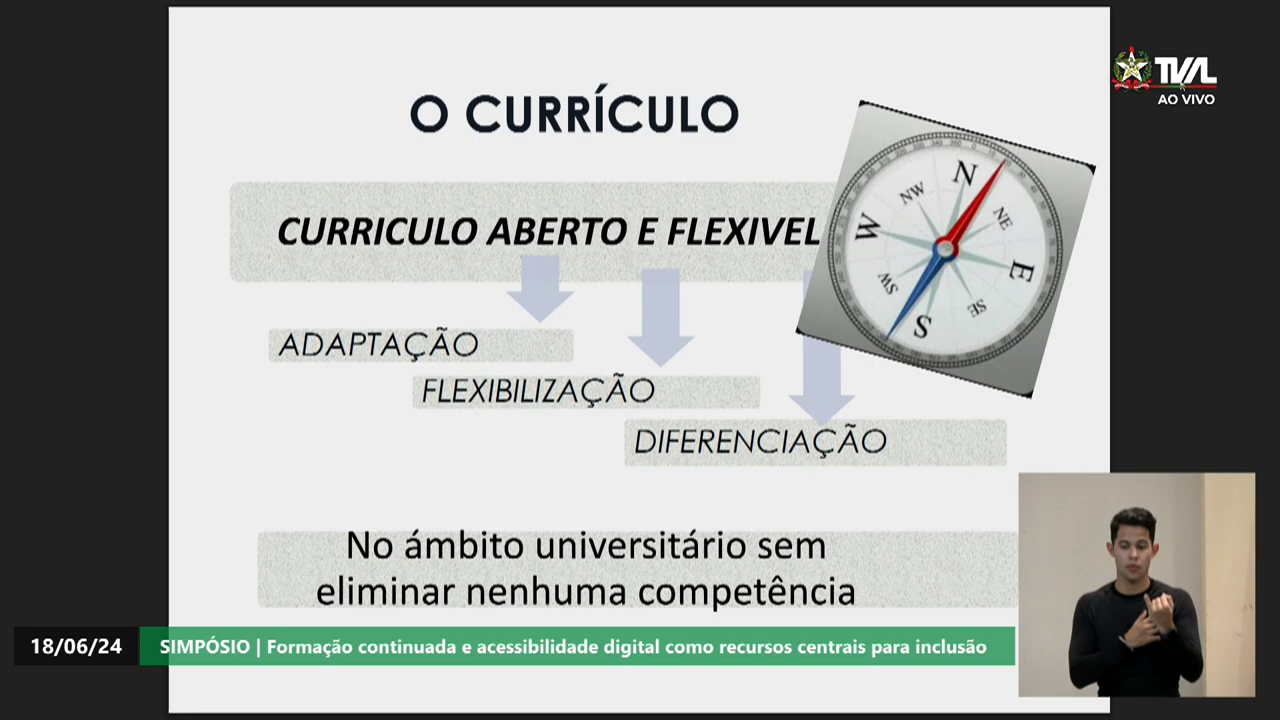 O CURRÍCULO
CURRICULO ABERTO E FLEXIVEL
ADAPTAÇÃO
FLEXIBILIZAÇÃO
DIFERENCIAÇÃO
No ámbito universitário sem
eliminar nenhuma competência
TVAL
AO VIVO
N
NE
E
SE
S
SW
W
NW
18/06/24
SIMPÓSIO | Formação continuada e acessibilidade digital como recursos centrais para inclusão